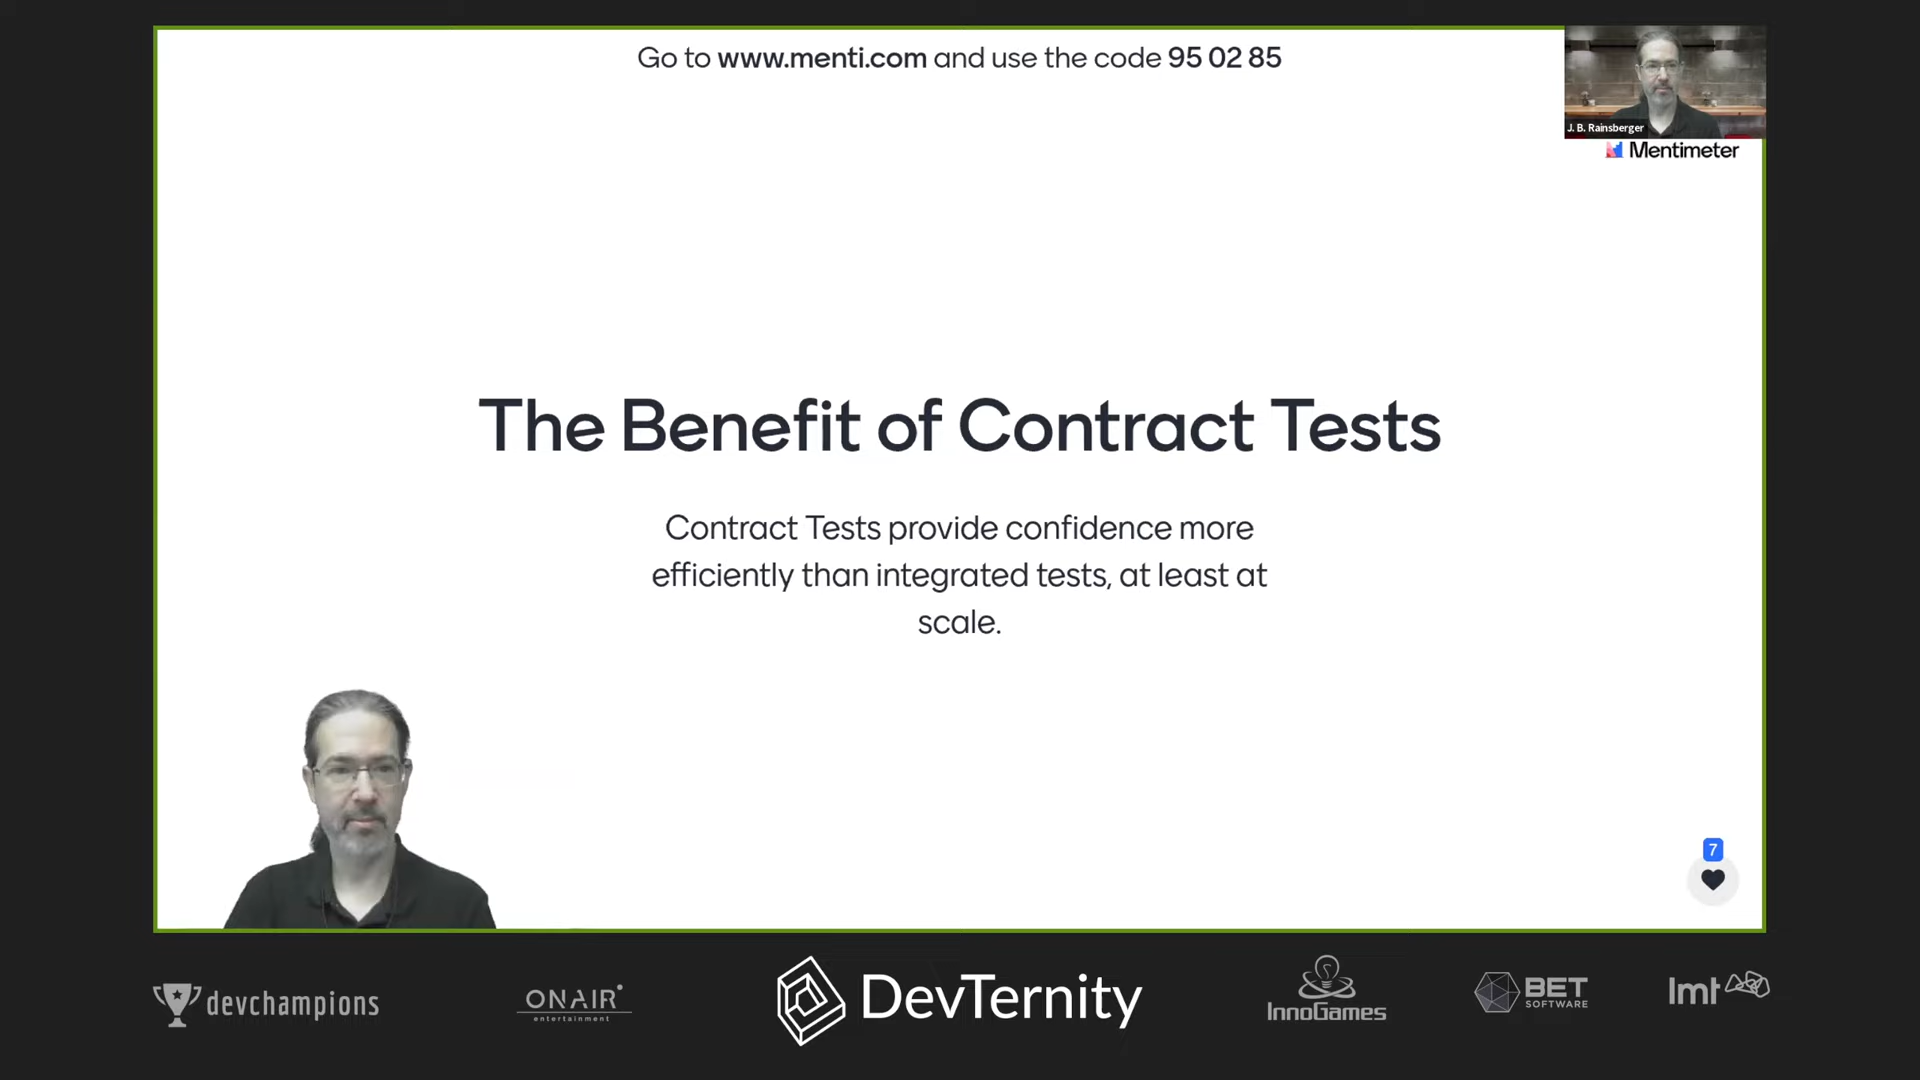 Go to www.menti.com and use the code 95 02 85
J. B. Rainsberger
Mentimeter
The Benefit of Contract Tests
Contract Tests provide confidence more
efficiently than integrated tests, at least at
scale.
7
devchampions
ONAIR
entertainment
DevTernity
InnoGames
BET
SOFTWARE
lmt